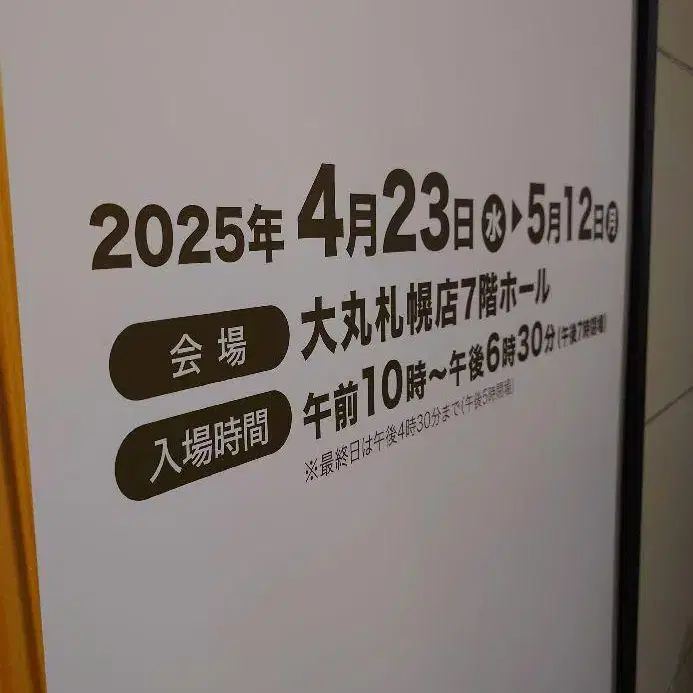 2025年 4月23日㊌▶5月12日㊊
会場 大丸札幌店7階ホール
入場時間 午前10時〜午後6時30分(午後7時閉場)
※最終日は午後4時30分まで(午後5時閉場)